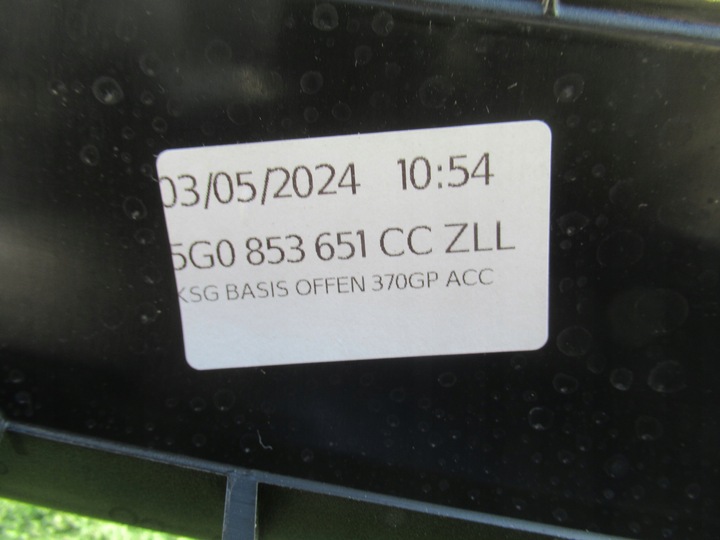 03/05/2024 10:54
5G0 853 651 CC ZLL
KSG BASIS OFFEN 370GP ACC